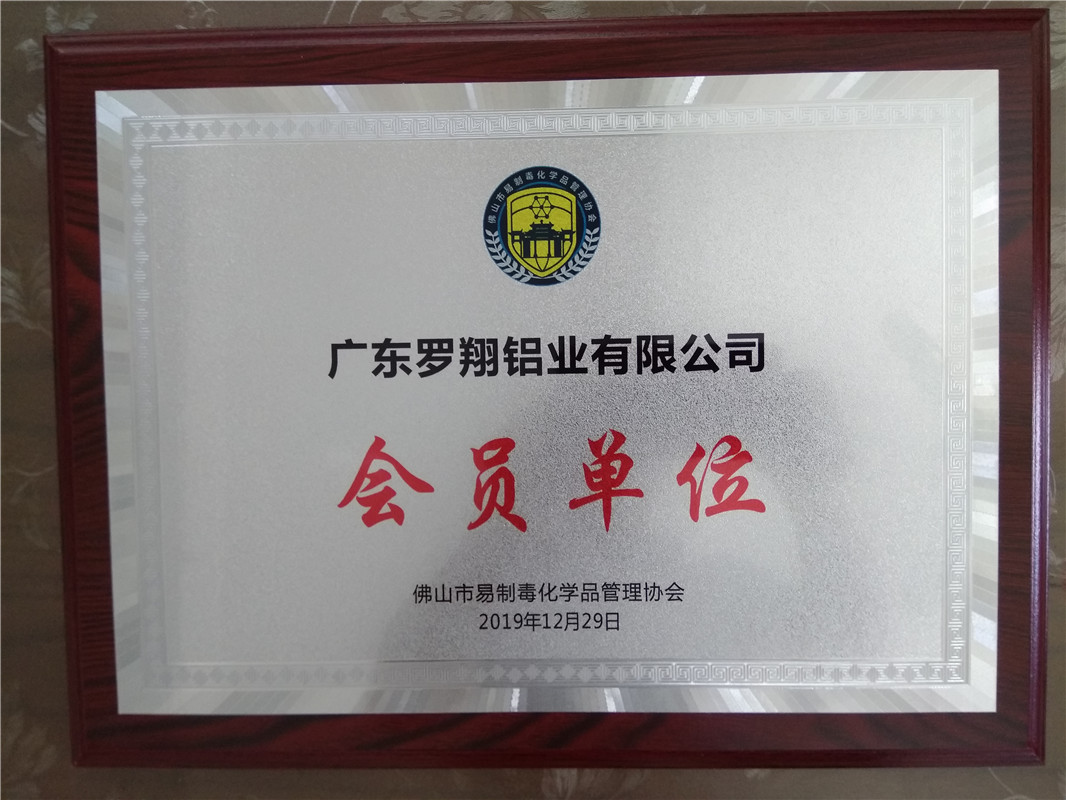 佛山市易制毒化学品管理协会
广东罗翔铝业有限公司
会员单位
佛山市易制毒化学品管理协会
2019年12月29日